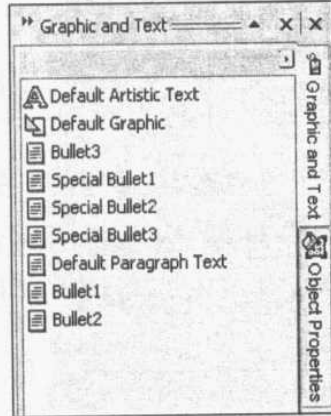 Graphic and Text
Default Artistic Text
Default Graphic
Bullet3
Special Bullet1
Special Bullet2
Special Bullet3
Default Paragraph Text
Bullet1
Bullet2
Graphic and Text
Object Properties